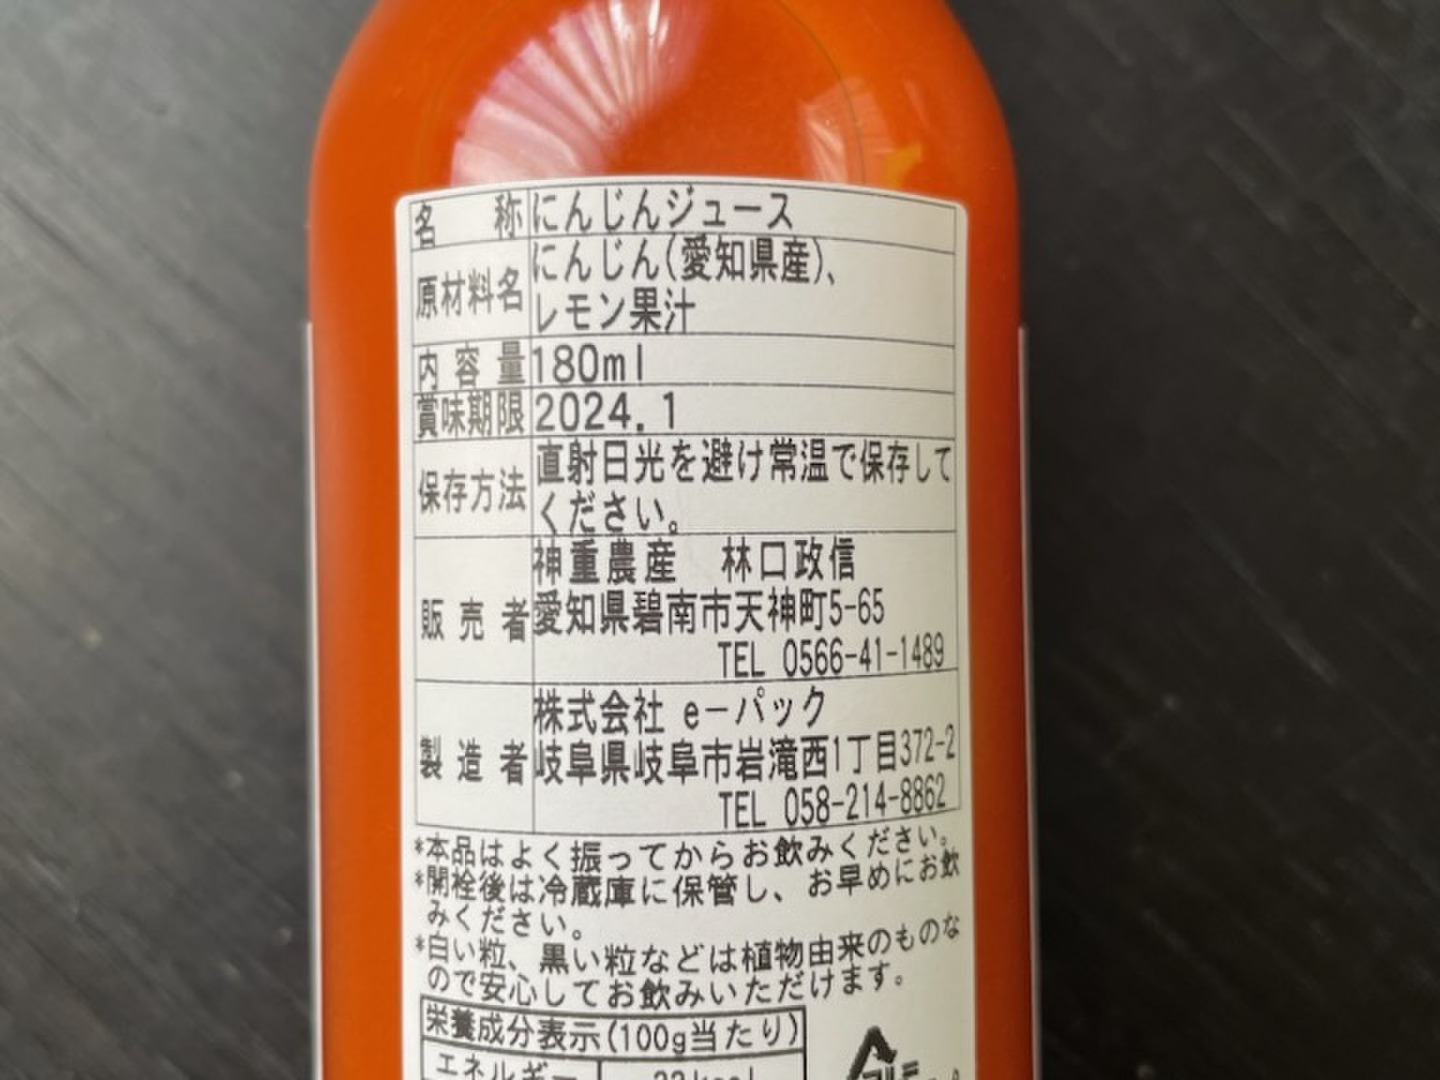 名称 にんじんジュース
原材料名 にんじん(愛知県産)、
レモン果汁
内容量 180ml
賞味期限 2024.1
保存方法 直射日光を避け常温で保存して
ください。
販売者 神重農産 林口政信
愛知県碧南市天神町5-65
TEL 0566-41-1489
製造者 株式会社 e-パック
岐阜県岐阜市岩滝西1丁目372-2
TEL 058-214-8862
*本品はよく振ってからお飲みください。
*開栓後は冷蔵庫に保管し、お早めにお飲
みください。
*白い粒、黒い粒などは植物由来のものな
ので安心してお飲みいただけます。
栄養成分表示(100g当たり)
エネルギー